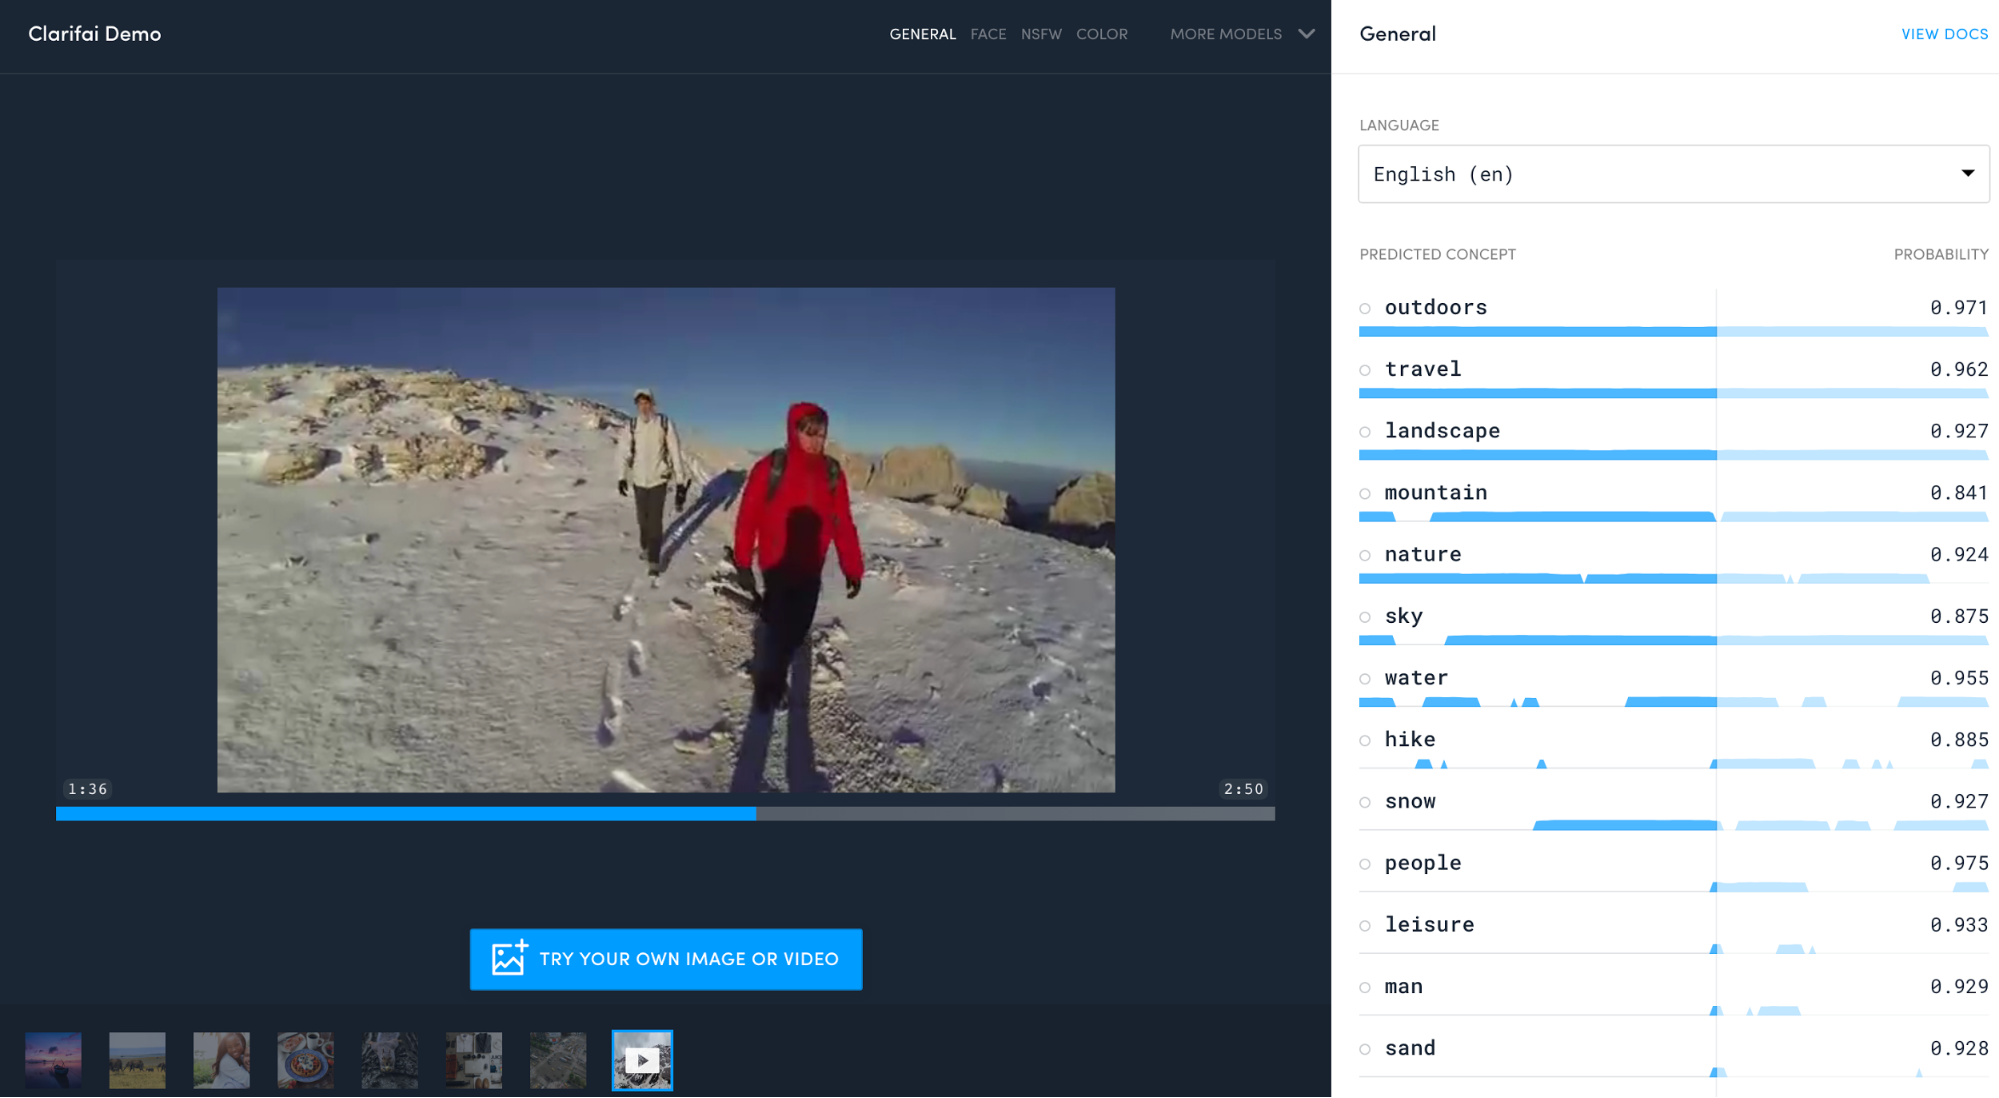 Clarifai Demo
GENERAL FACE NSFW COLOR MORE MODELS
General
VIEW DOCS
LANGUAGE
English (en)
PREDICTED CONCEPT PROBABILITY
outdoors 0.971
travel 0.962
landscape 0.927
mountain 0.841
nature 0.924
sky 0.875
water 0.955
hike 0.885
snow 0.927
people 0.975
leisure 0.933
man 0.929
sand 0.928
1:36
2:50
TRY YOUR OWN IMAGE OR VIDEO